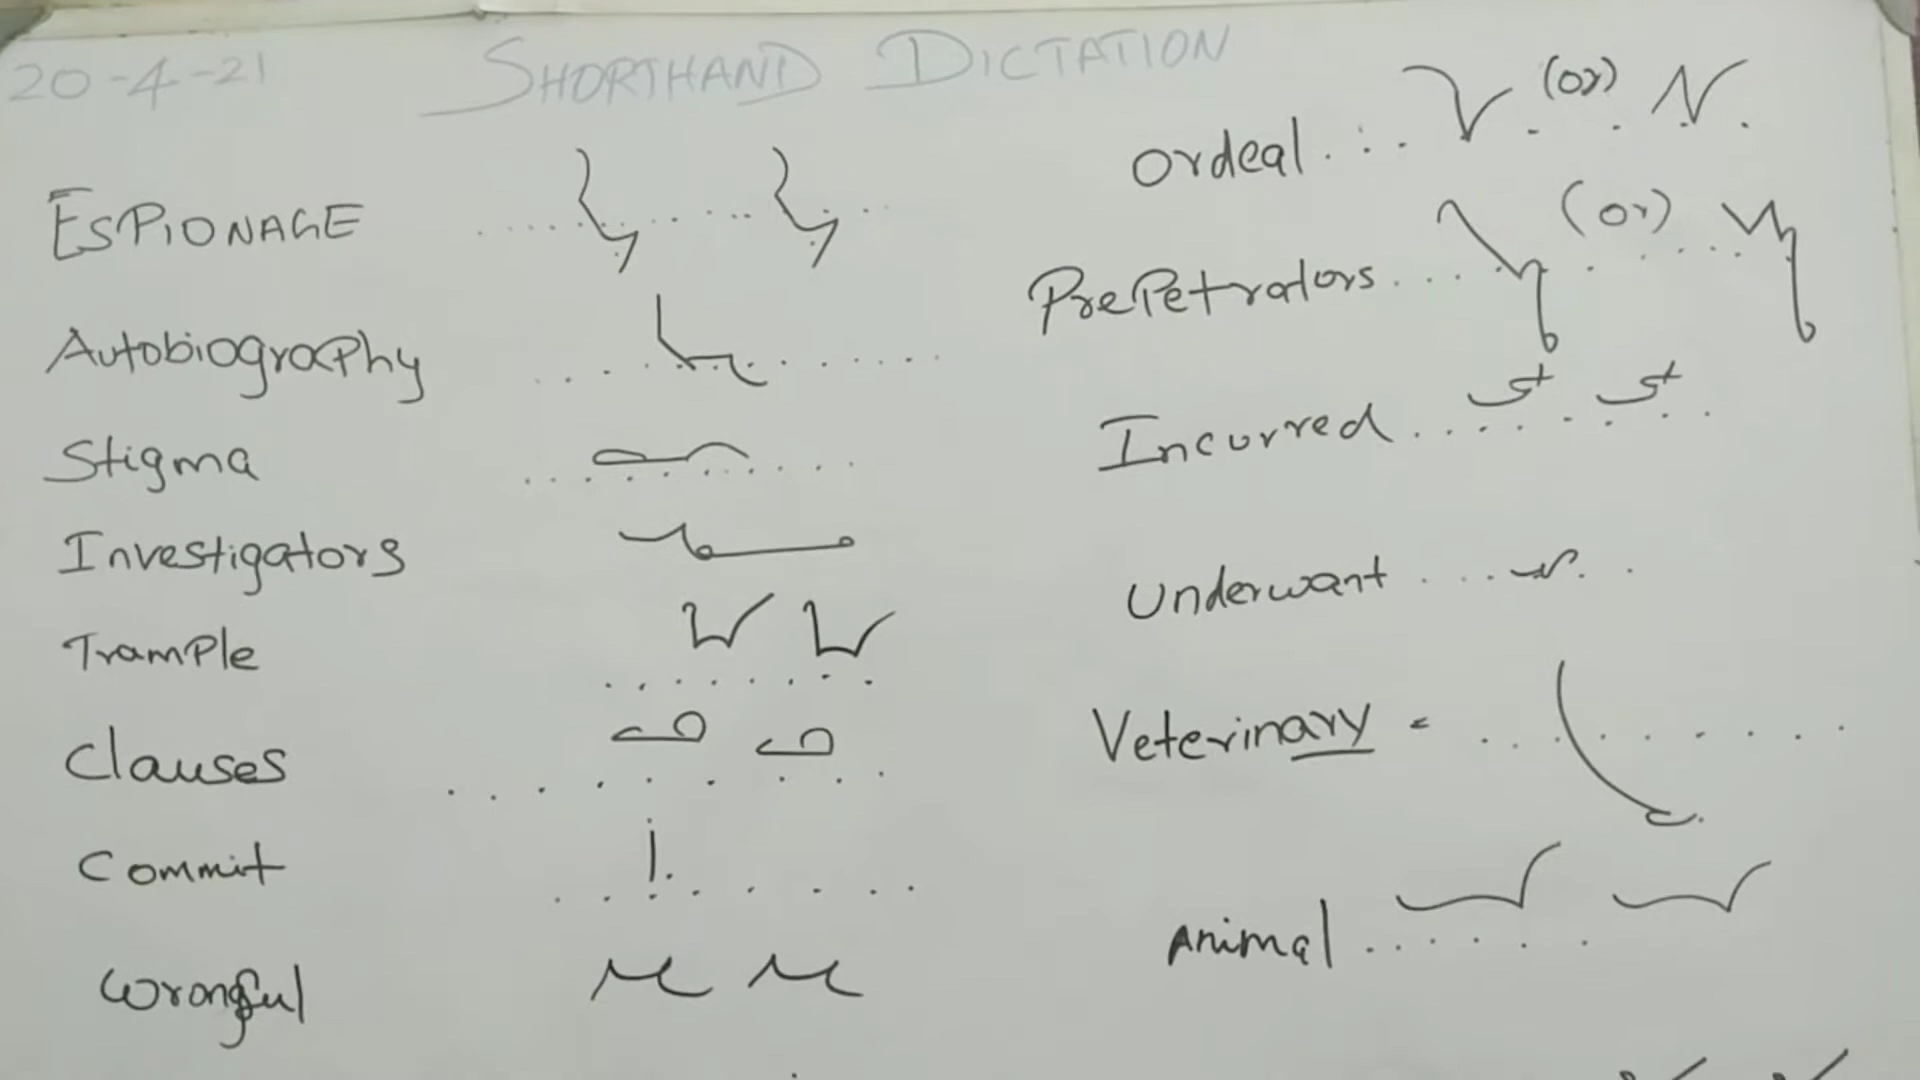 20-4-21 SHORTHAND DICTATION
ESPIONAGE
Autobiography
Stigma
Investigators
Trample
Clauses
Commit
Wrongful
Ordeal (or)
PrePetrators (or)
Incurred
Underwant
Veterinary =
Animal